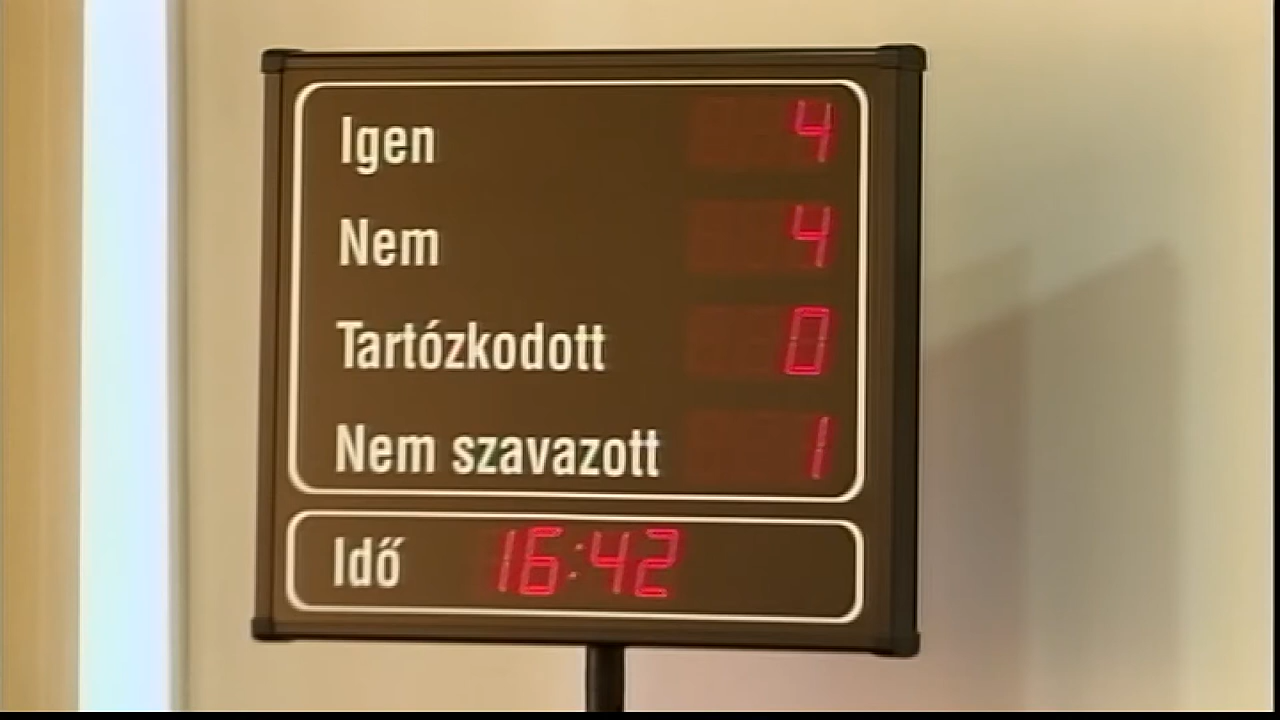 Igen 4
Nem 4
Tartózkodott 0
Nem szavazott 1
Idő 16:42